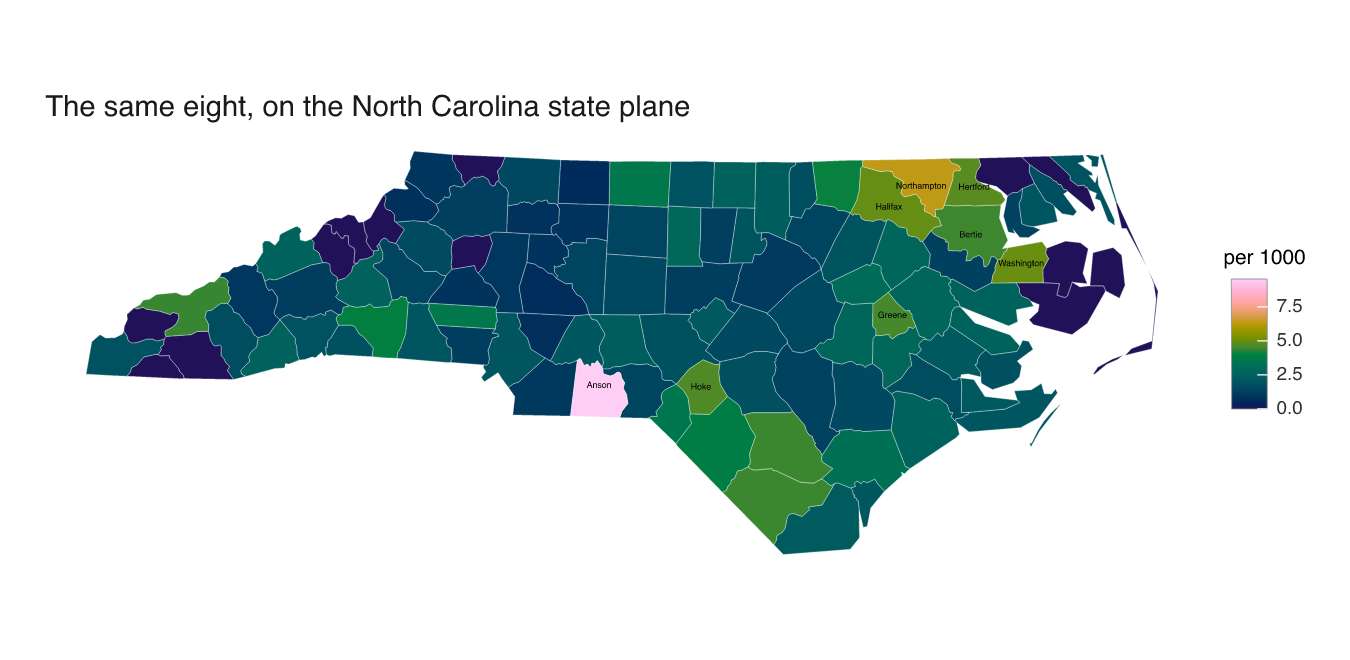 The same eight, on the North Carolina state plane
Northampton
Hertford
Halifax
Bertie
Washington
Greene
Anson
Hoke
per 1000
7.5
5.0
2.5
0.0